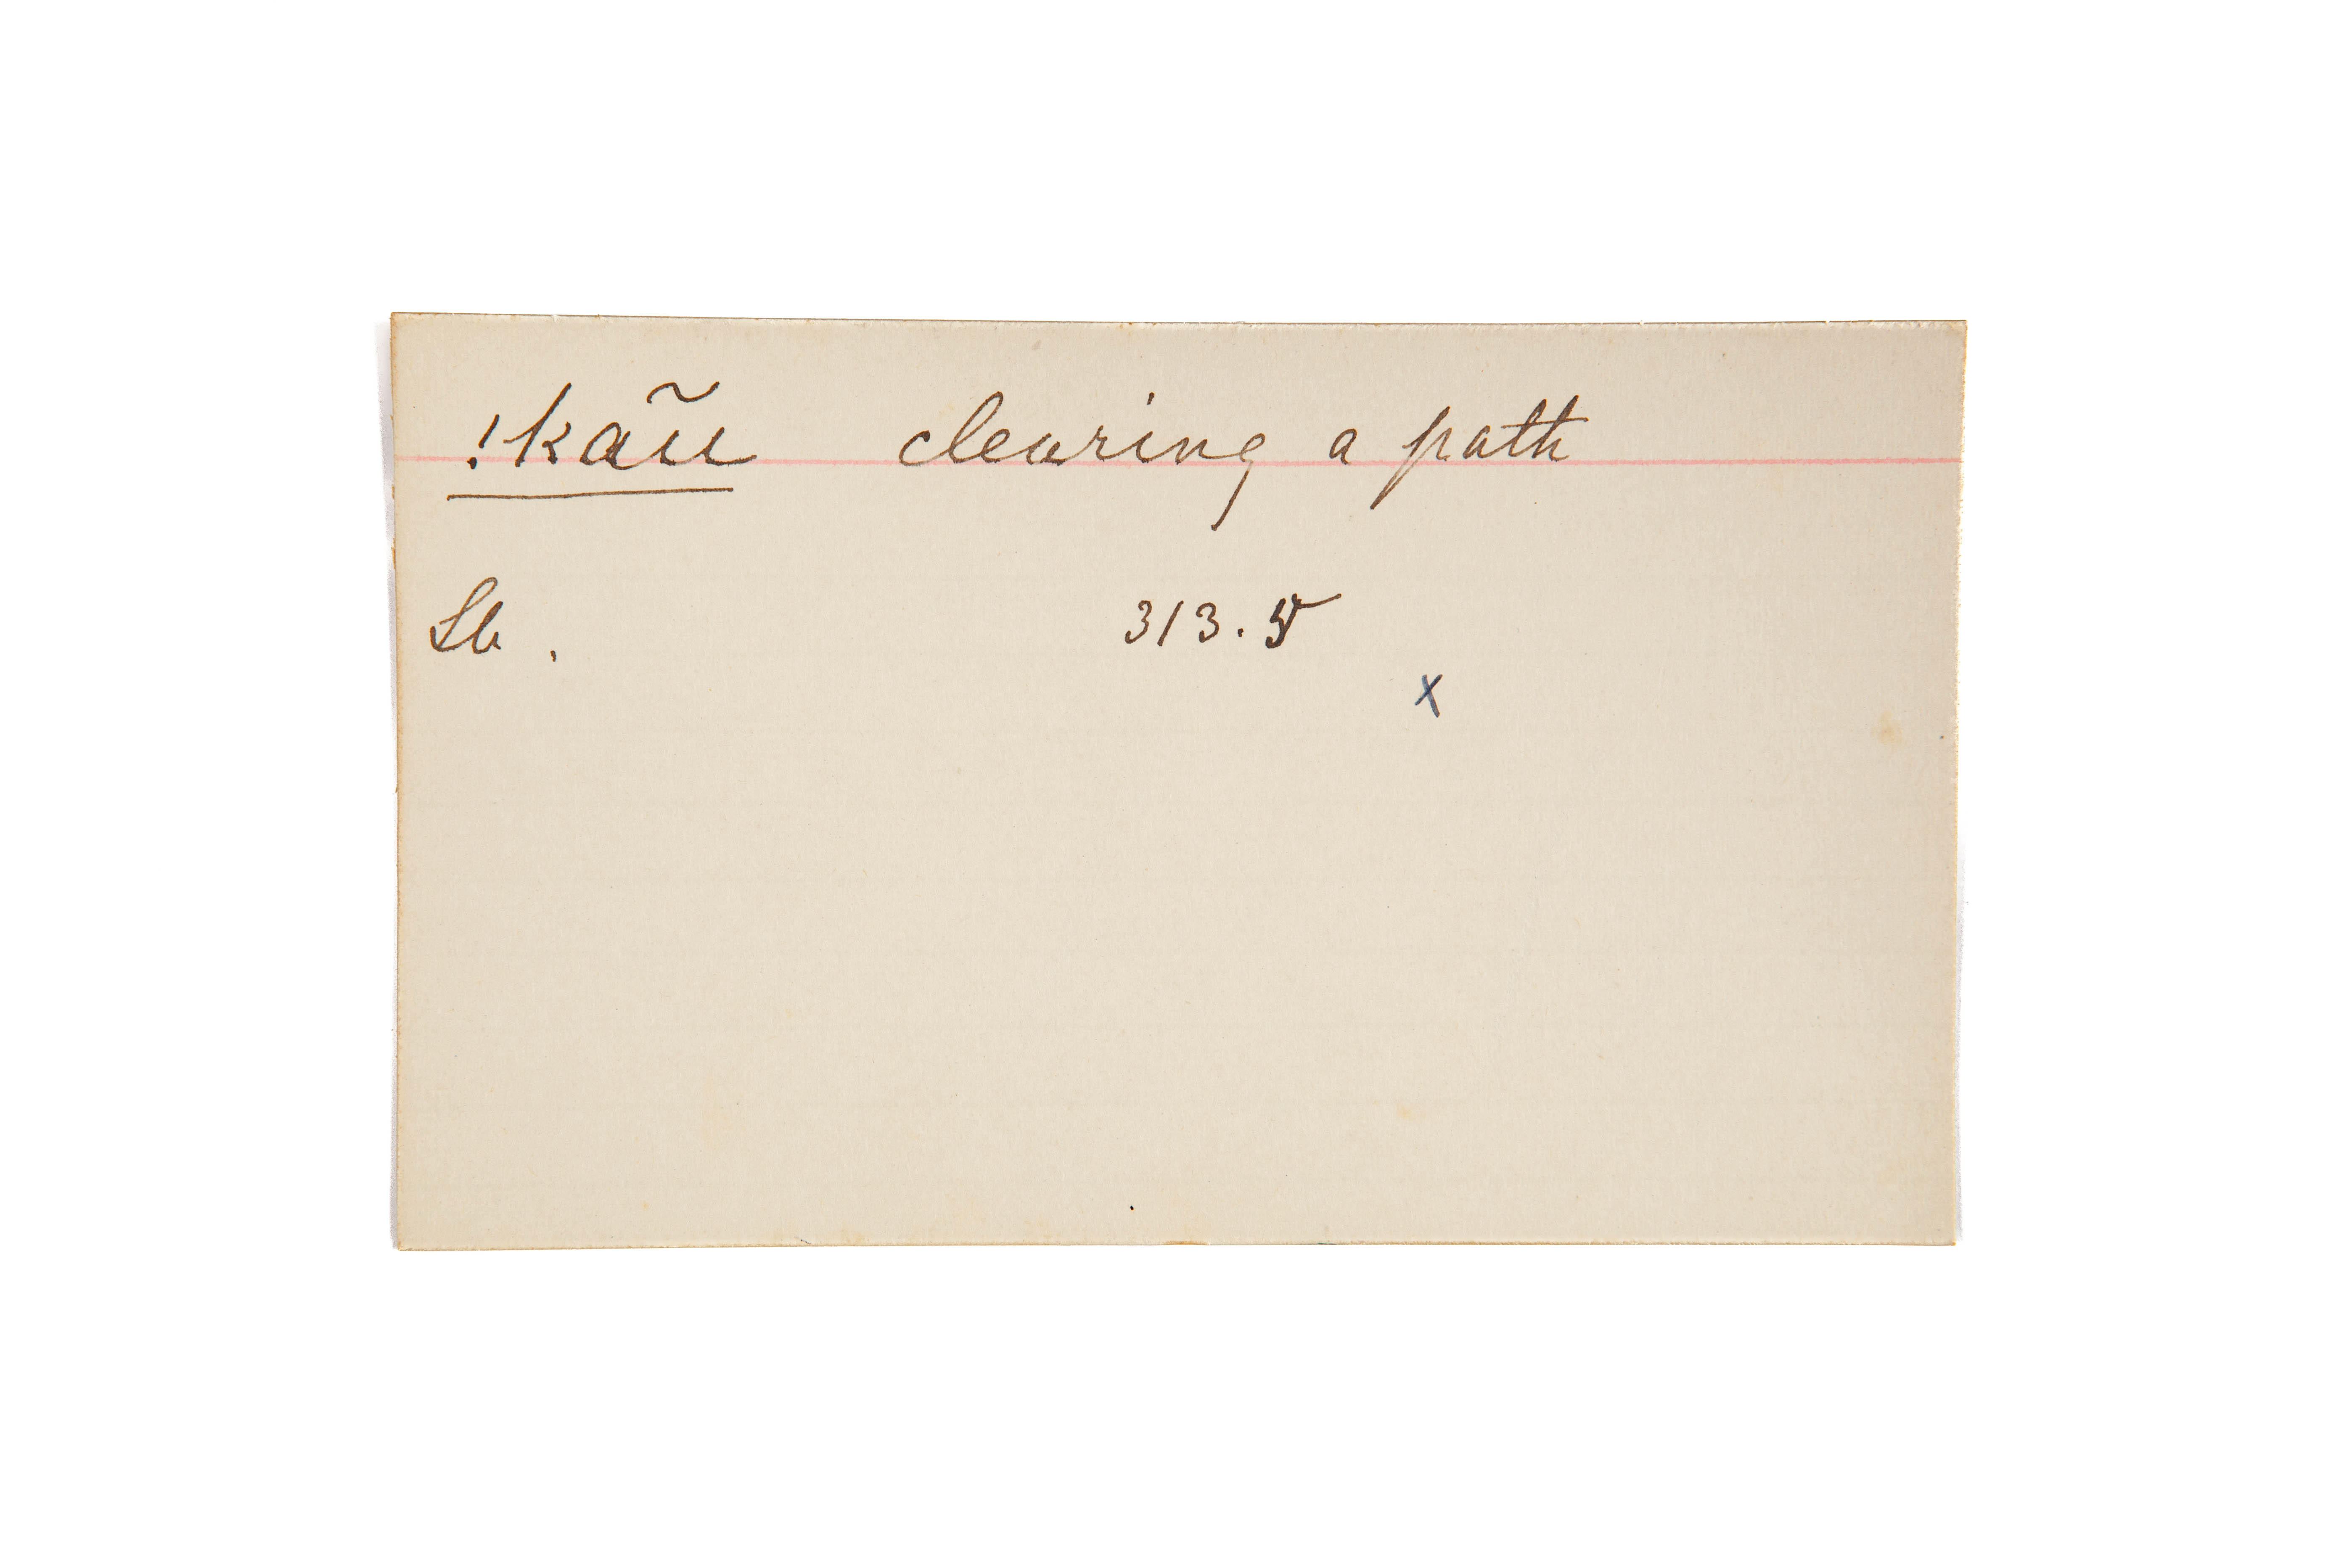 !kau͠ clearing a path
Lb. 313.5
x